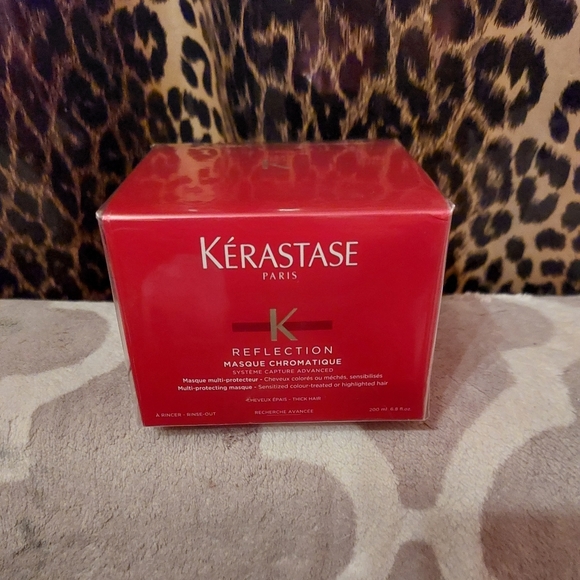 KÉRASTASE
PARIS
K
REFLECTION
MASQUE CHROMATIQUE
SYSTÈME CAPTURE ADVANCED
Masque multi-protecteur - Cheveux colorés ou méchés, sensibilisés
Multi-protecting masque - Sensitized colour-treated or highlighted hair
CHEVEUX ÉPAIS - THICK HAIR
À RINCER - RINSE-OUT RECHERCHE AVANCÉE 200 ml 6.8 fl.oz